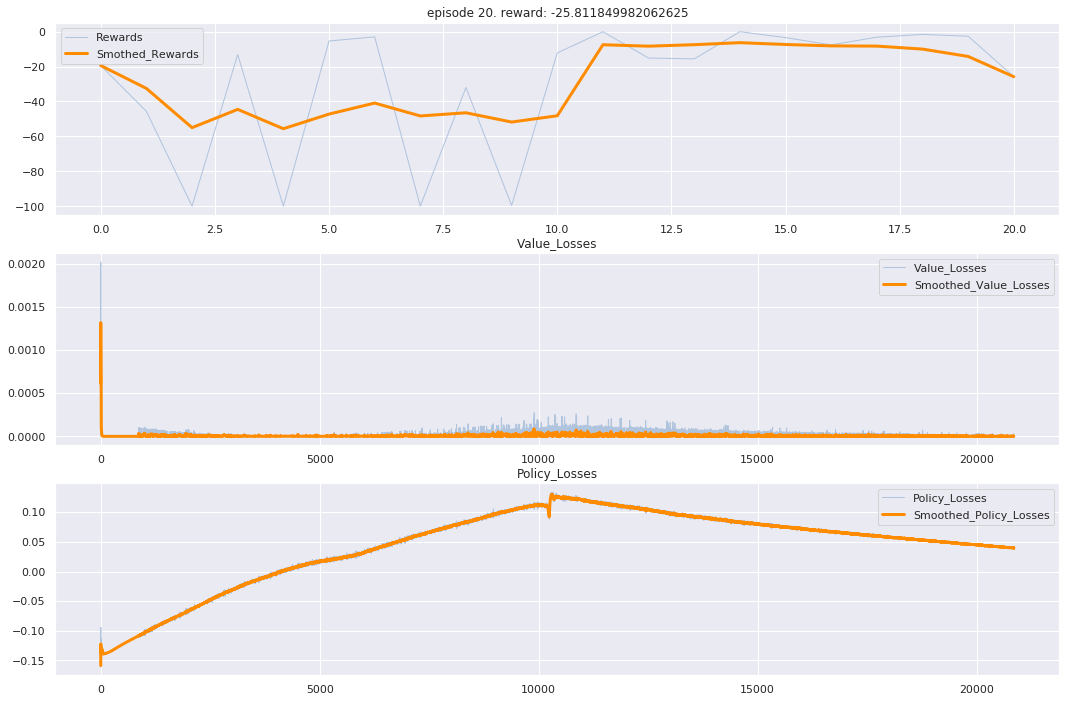 episode 20. reward: -25.811849982062625
Rewards
Smothed_Rewards
0
−20
−40
−60
−80
−100
0.0 2.5 5.0 7.5 10.0 12.5 15.0 17.5 20.0
Value_Losses
Value_Losses
Smoothed_Value_Losses
0.0020
0.0015
0.0010
0.0005
0.0000
0 5000 10000 15000 20000
Policy_Losses
Policy_Losses
Smoothed_Policy_Losses
0.10
0.05
0.00
−0.05
−0.10
−0.15
0 5000 10000 15000 20000